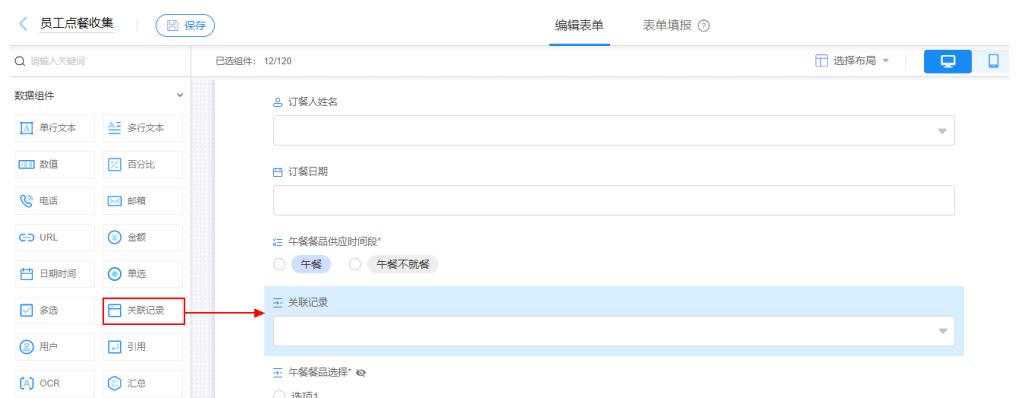 员工点餐收集 保存 编辑表单 表单填报
请输入关键词 已选组件： 12/120 选择布局
数据组件
单行文本 多行文本
数值 百分比
电话 邮箱
URL 金额
日期时间 单选
多选 关联记录
用户 引用
OCR 汇总
订餐人姓名
订餐日期
午餐餐品供应时间段*
午餐 午餐不就餐
关联记录
午餐餐品选择*
选项1